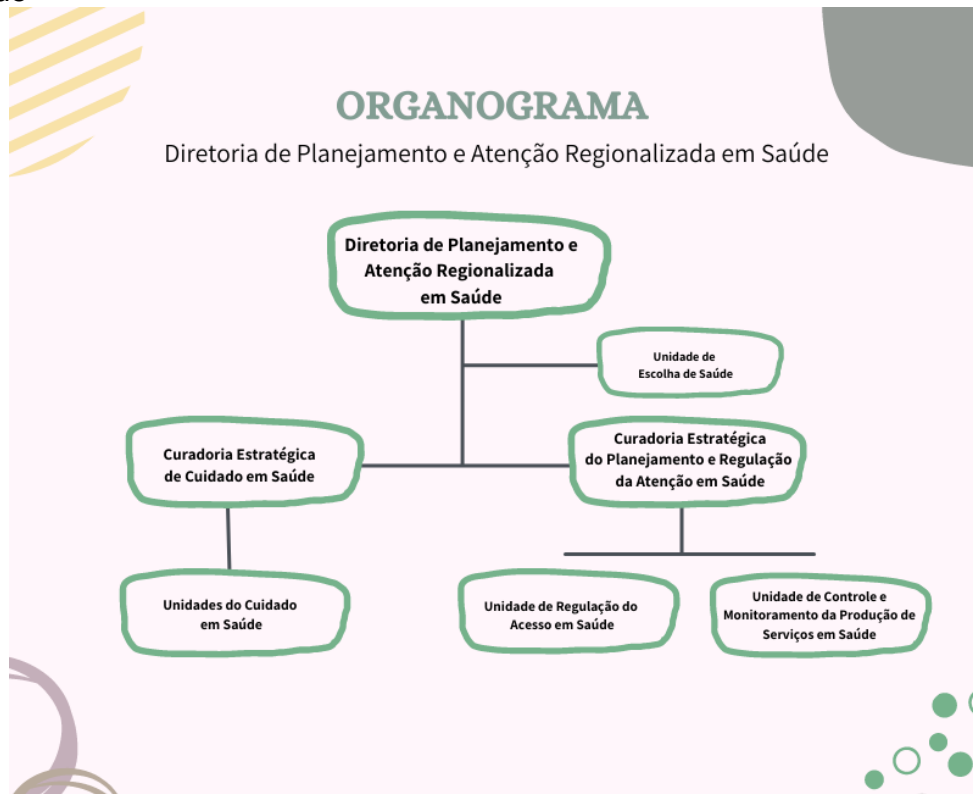 ORGANOGRAMA
Diretoria de Planejamento e Atenção Regionalizada em Saúde
Diretoria de Planejamento e
Atenção Regionalizada
em Saúde
Unidade de
Escolha de Saúde
Curadoria Estratégica
de Cuidado em Saúde
Curadoria Estratégica
do Planejamento e Regulação
da Atenção em Saúde
Unidades do Cuidado
em Saúde
Unidade de Regulação do
Acesso em Saúde
Unidade de Controle e
Monitoramento da Produção de
Serviços em Saúde